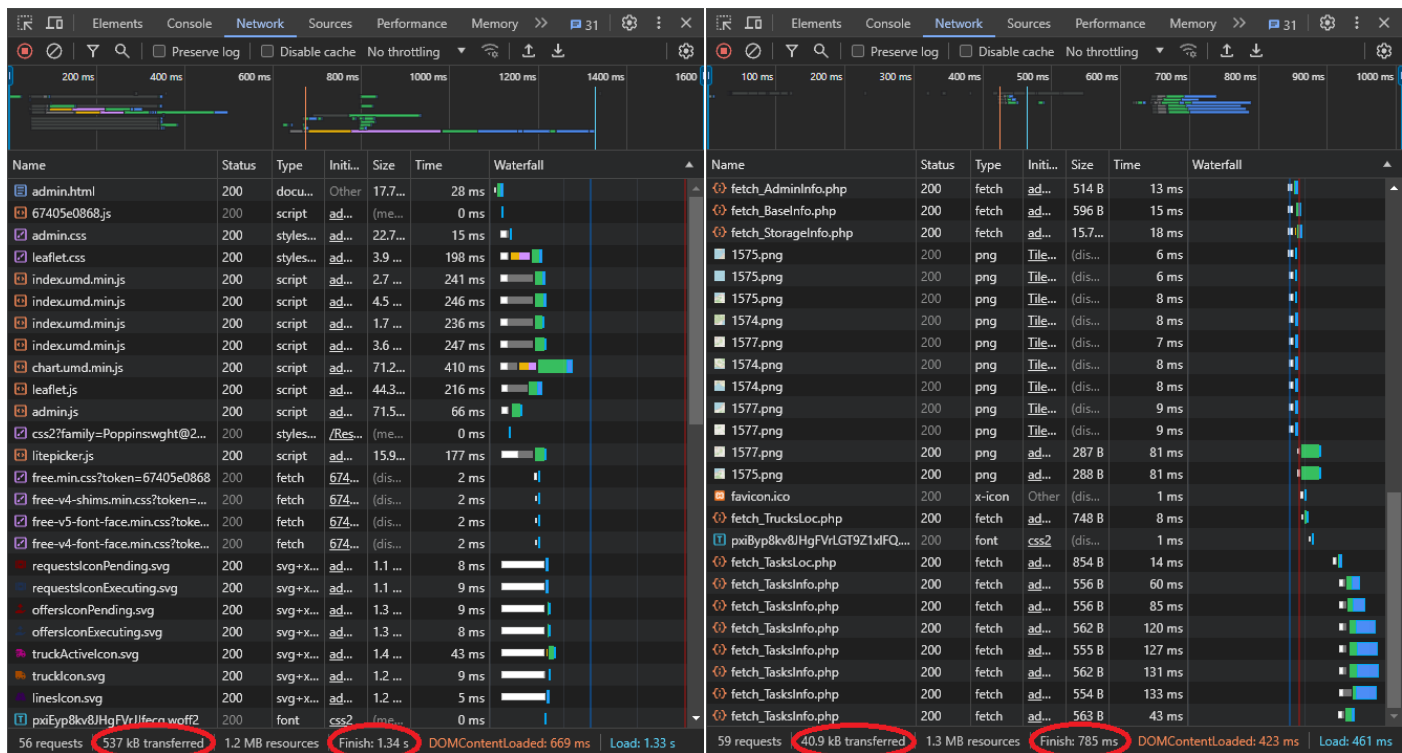 Elements Console Network Sources Performance Memory 31
Preserve log Disable cache No throttling
200 ms 400 ms 600 ms 800 ms 1000 ms 1200 ms 1400 ms 1600
Name Status Type Initi... Size Time Waterfall
admin.html 200 docu... Other 17.7... 28 ms
67405e0868.js 200 script ad... (me... 0 ms
admin.css 200 styles... ad... 22.7... 15 ms
leaflet.css 200 styles... ad... 3.9 ... 198 ms
index.umd.min.js 200 script ad... 2.7 ... 241 ms
index.umd.min.js 200 script ad... 4.5 ... 246 ms
index.umd.min.js 200 script ad... 1.7 ... 236 ms
index.umd.min.js 200 script ad... 3.6 ... 247 ms
chart.umd.min.js 200 script ad... 71.2... 410 ms
leaflet.js 200 script ad... 44.3... 216 ms
admin.js 200 script ad... 71.5... 66 ms
css2?family=Poppins:wght@2... 200 styles... /Res... (me... 0 ms
litepicker.js 200 script ad... 15.9... 177 ms
free.min.css?token=67405e0868 200 fetch 674... (dis... 2 ms
free-v4-shims.min.css?token=... 200 fetch 674... (dis... 2 ms
free-v5-font-face.min.css?toke... 200 fetch 674... (dis... 2 ms
free-v4-font-face.min.css?toke... 200 fetch 674... (dis... 2 ms
requestsIconPending.svg 200 svg+x... ad... 1.1 ... 8 ms
requestsIconExecuting.svg 200 svg+x... ad... 1.1 ... 9 ms
offersIconPending.svg 200 svg+x... ad... 1.3 ... 9 ms
offersIconExecuting.svg 200 svg+x... ad... 1.3 ... 8 ms
truckActiveIcon.svg 200 svg+x... ad... 1.4 ... 43 ms
truckIcon.svg 200 svg+x... ad... 1.2 ... 9 ms
linesIcon.svg 200 svg+x... ad... 1.2 ... 5 ms
200 font css2 (me... 0 ms
56 requests 537 kB transferred 1.2 MB resources Finish: 1.34 s DOMContentLoaded: 669 ms Load: 1.33 s
Elements Console Network Sources Performance Memory 31
Preserve log Disable cache No throttling
100 ms 200 ms 300 ms 400 ms 500 ms 600 ms 700 ms 800 ms 900 ms 1000 ms
Name Status Type Initi... Size Time Waterfall
fetch_AdminInfo.php 200 fetch ad... 514 B 13 ms
fetch_BaseInfo.php 200 fetch ad... 596 B 15 ms
fetch_StorageInfo.php 200 fetch ad... 15.7... 18 ms
1575.png 200 png Tile... (dis... 6 ms
1575.png 200 png Tile... (dis... 6 ms
1575.png 200 png Tile... (dis... 8 ms
1574.png 200 png Tile... (dis... 8 ms
1577.png 200 png Tile... (dis... 7 ms
1574.png 200 png Tile... (dis... 8 ms
1574.png 200 png Tile... (dis... 8 ms
1577.png 200 png Tile... (dis... 9 ms
1577.png 200 png Tile... (dis... 9 ms
1577.png 200 png ad... 287 B 81 ms
1575.png 200 png ad... 288 B 81 ms
favicon.ico 200 x-icon Other (dis... 1 ms
fetch_TrucksLoc.php 200 fetch ad... 748 B 8 ms
pxiByp8kv8JHgFVrLGT9Z1xlFQ.... 200 font css2 (dis... 1 ms
fetch_TasksLoc.php 200 fetch ad... 854 B 14 ms
fetch_TasksInfo.php 200 fetch ad... 556 B 60 ms
fetch_TasksInfo.php 200 fetch ad... 556 B 85 ms
fetch_TasksInfo.php 200 fetch ad... 562 B 120 ms
fetch_TasksInfo.php 200 fetch ad... 555 B 127 ms
fetch_TasksInfo.php 200 fetch ad... 562 B 131 ms
fetch_TasksInfo.php 200 fetch ad... 554 B 133 ms
fetch_TasksInfo.php 200 fetch ad... 563 B 43 ms
59 requests 40.9 kB transferred 1.3 MB resources Finish: 785 ms DOMContentLoaded: 423 ms Load: 461 ms